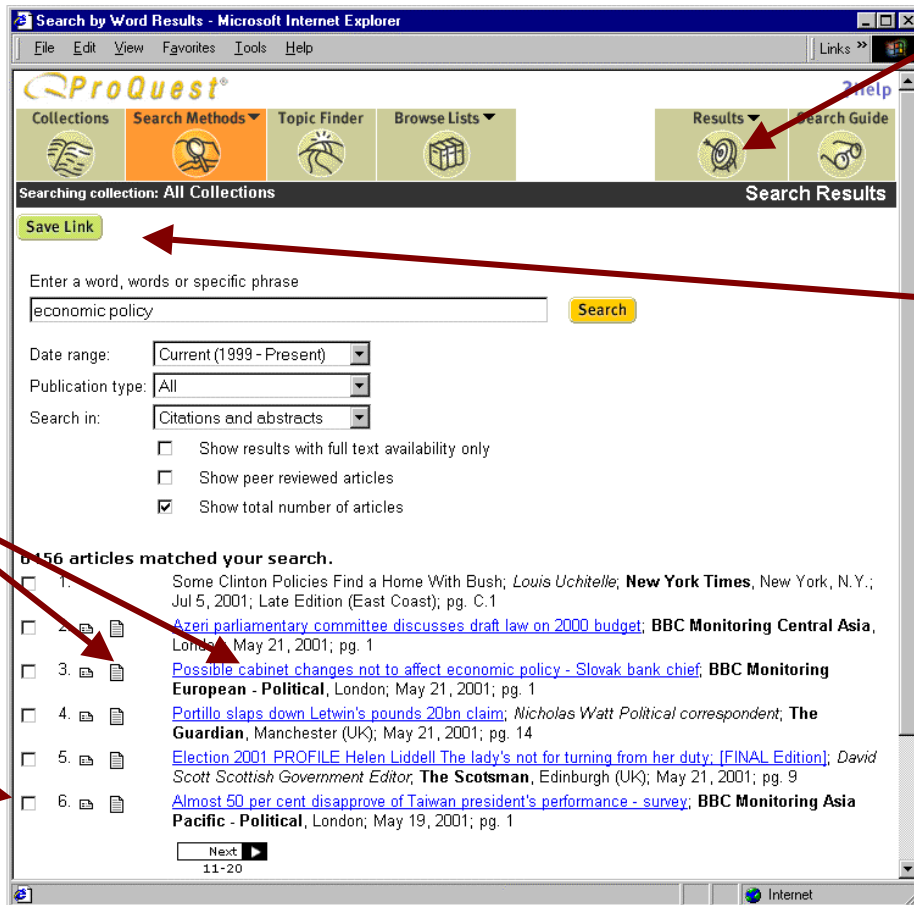 Search by Word Results - Microsoft Internet Explorer
File Edit View Favorites Tools Help Links »
ProQuest®
?Help
Collections Search Methods Topic Finder Browse Lists Results Search Guide
Searching collection: All Collections Search Results
Save Link
Enter a word, words or specific phrase
economic policy Search
Date range: Current (1999 - Present)
Publication type: All
Search in: Citations and abstracts
Show results with full text availability only
Show peer reviewed articles
Show total number of articles
6456 articles matched your search.
1. Some Clinton Policies Find a Home With Bush; Louis Uchitelle; New York Times, New York, N.Y.;
Jul 5, 2001; Late Edition (East Coast); pg. C.1
2. Azeri parliamentary committee discusses draft law on 2000 budget; BBC Monitoring Central Asia,
London; May 21, 2001; pg. 1
3. Possible cabinet changes not to affect economic policy - Slovak bank chief; BBC Monitoring
European - Political, London; May 21, 2001; pg. 1
4. Portillo slaps down Letwin's pounds 20bn claim; Nicholas Watt Political correspondent; The
Guardian, Manchester (UK); May 21, 2001; pg. 14
5. Election 2001 PROFILE Helen Liddell The lady's not for turning from her duty; [FINAL Edition]; David
Scott Scottish Government Editor; The Scotsman, Edinburgh (UK); May 21, 2001; pg. 9
6. Almost 50 per cent disapprove of Taiwan president's performance - survey; BBC Monitoring Asia
Pacific - Political, London; May 19, 2001; pg. 1
Next
11-20
Internet